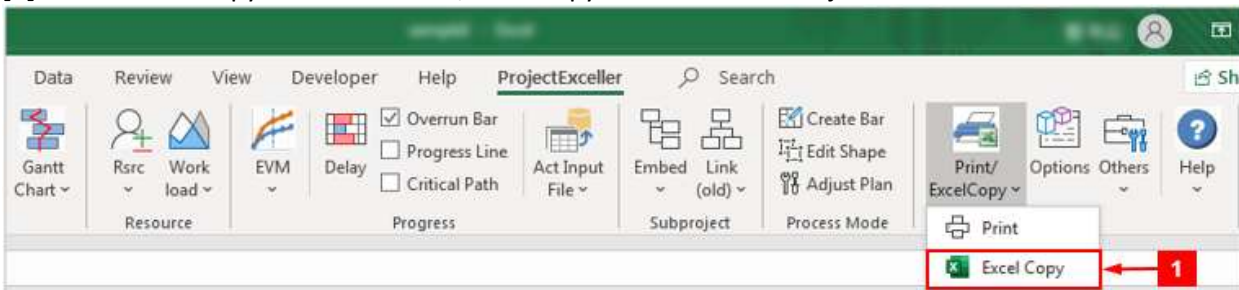 Data Review View Developer Help ProjectExceller Search Sh
Gantt Chart
Rsrc
Work load
Resource
EVM
Delay
Overrun Bar
Progress Line
Critical Path
Act Input File
Progress
Embed
Link (old)
Subproject
Create Bar
Edit Shape
Adjust Plan
Process Mode
Print/
ExcelCopy
Options
Others
Help
Print
Excel Copy
1